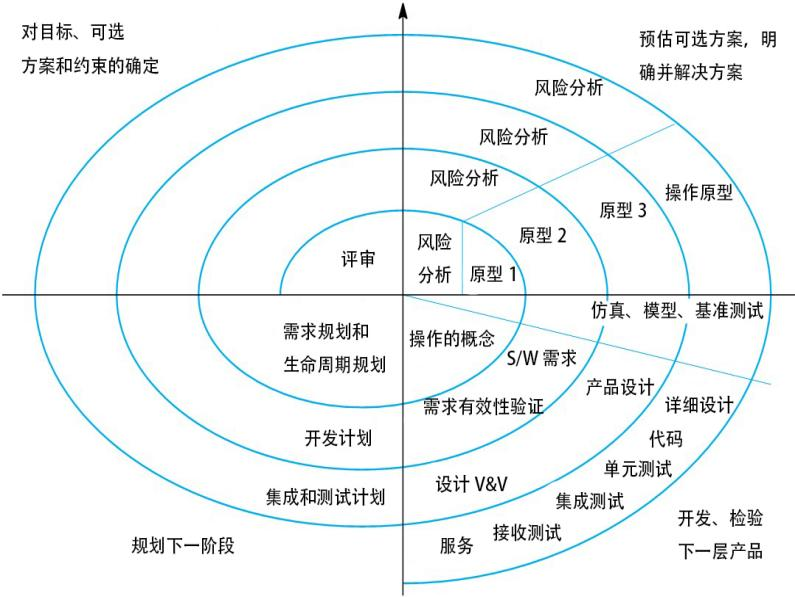 对目标、可选
方案和约束的确定
预估可选方案，明
确并解决方案
风险分析
风险分析
风险分析
操作原型
原型 3
原型 2
评审
风险
分析
原型 1
仿真、模型、基准测试
需求规划和
生命周期规划
操作的概念
S/W 需求
产品设计
详细设计
需求有效性验证
代码
开发计划
单元测试
设计 V&V
集成和测试计划
集成测试
开发、检验
下一层产品
接收测试
服务
规划下一阶段